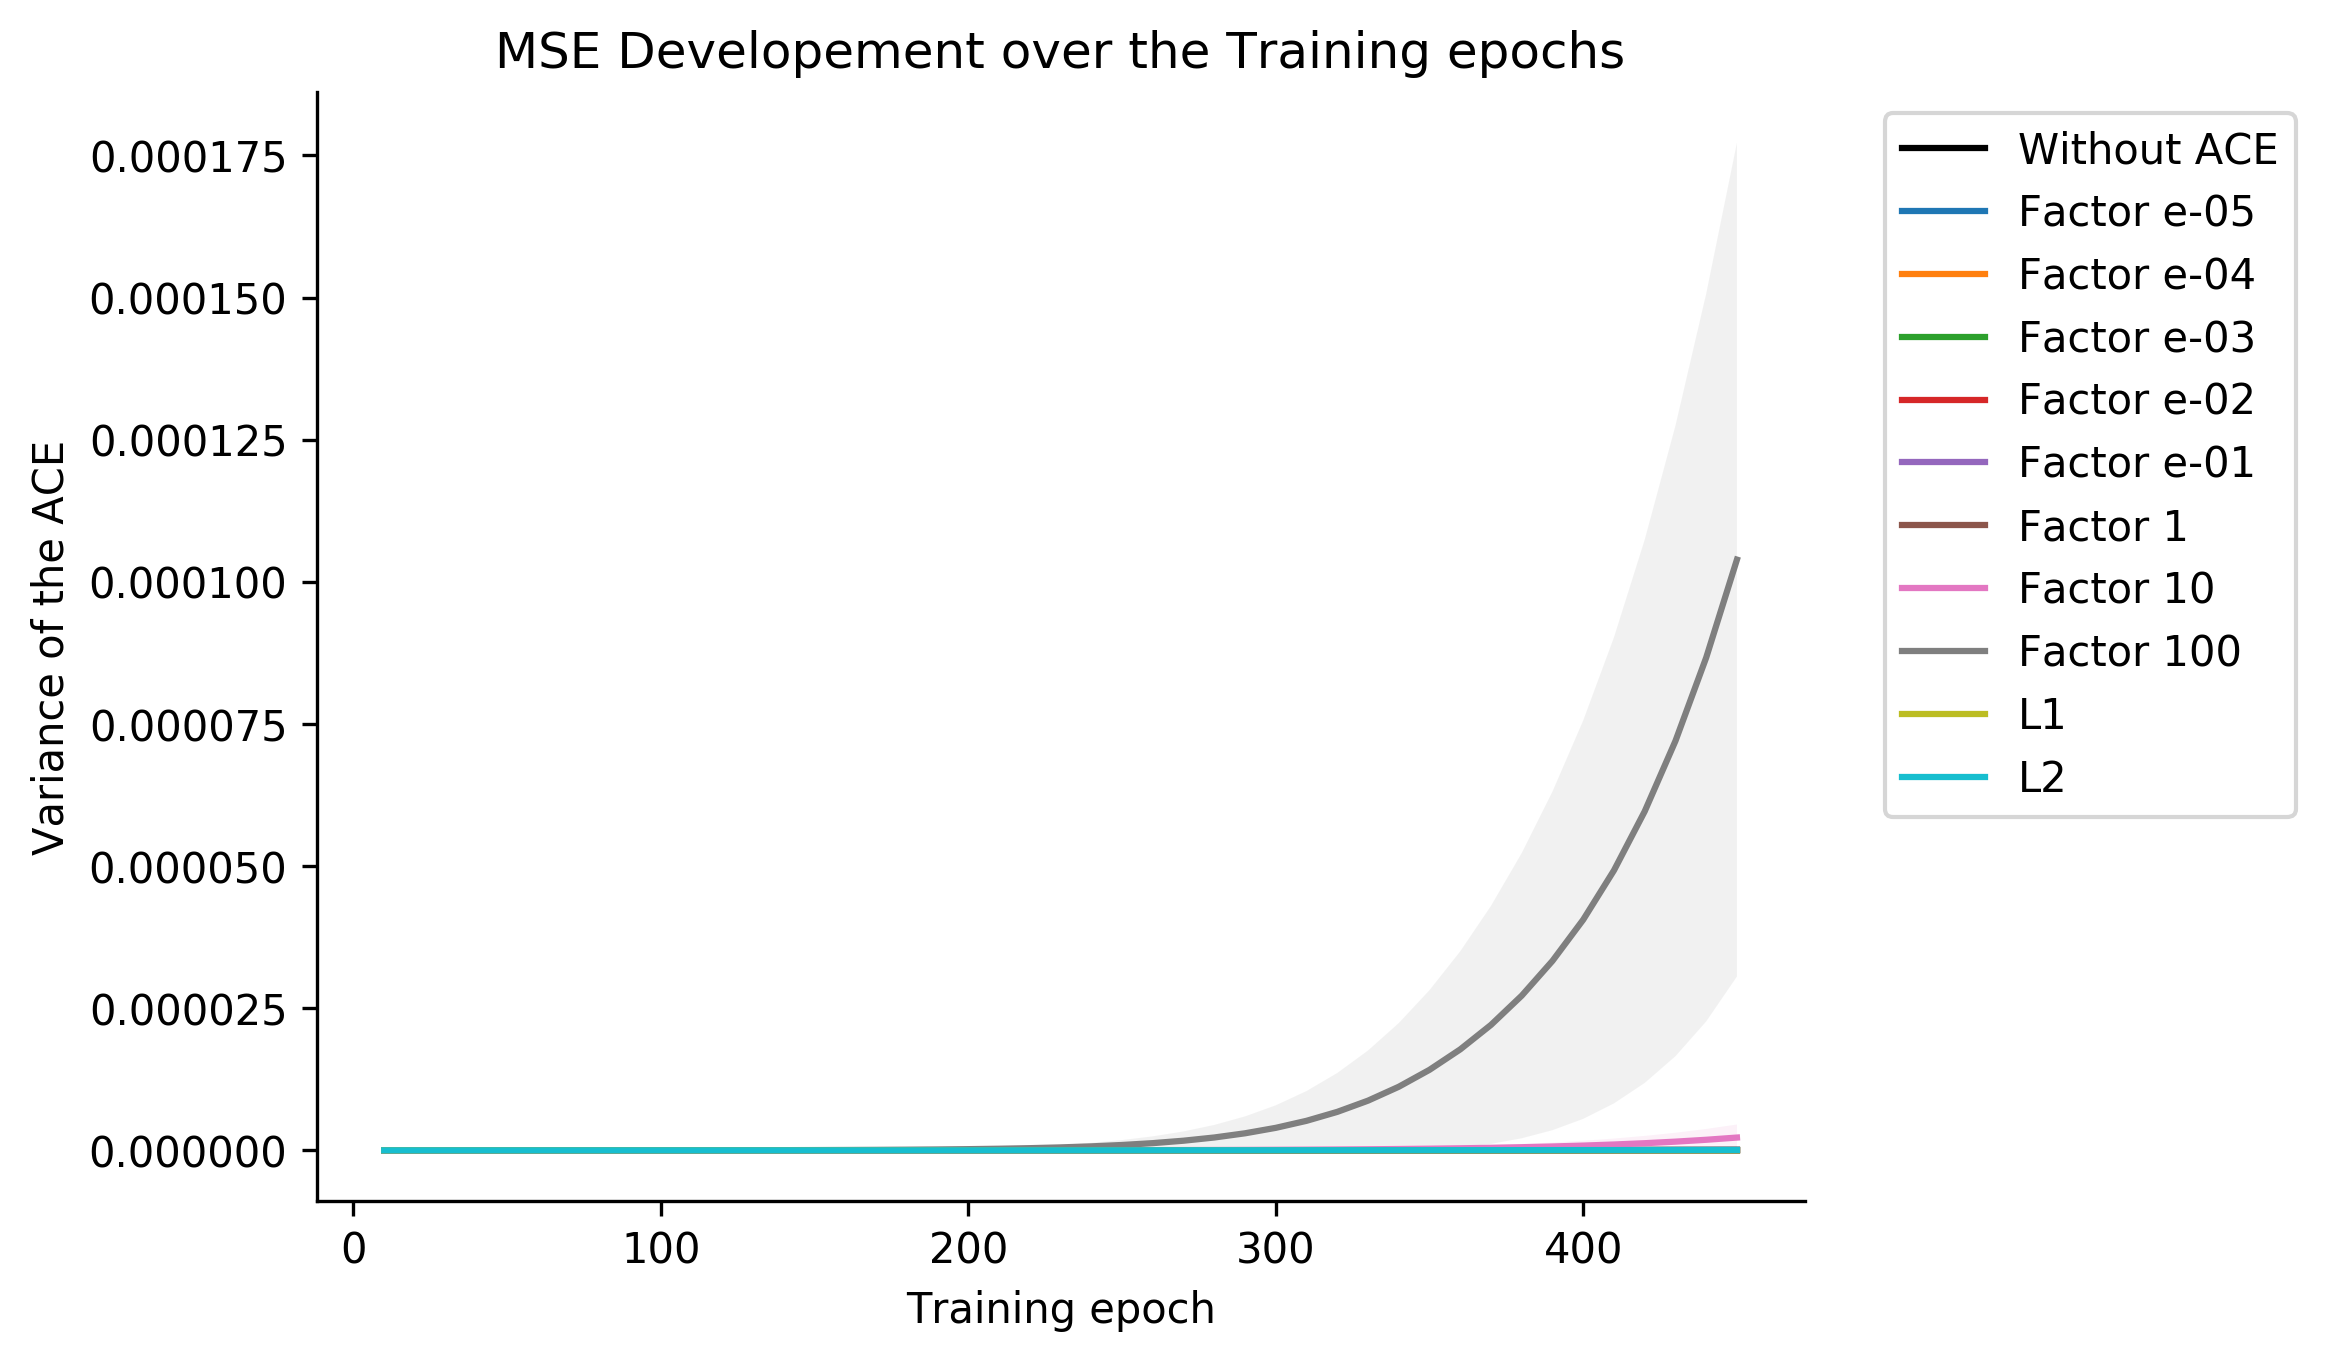 MSE Developement over the Training epochs
Variance of the ACE
0.000175
0.000150
0.000125
0.000100
0.000075
0.000050
0.000025
0.000000
0
100
200
300
400
Training epoch
Without ACE
Factor e-05
Factor e-04
Factor e-03
Factor e-02
Factor e-01
Factor 1
Factor 10
Factor 100
L1
L2